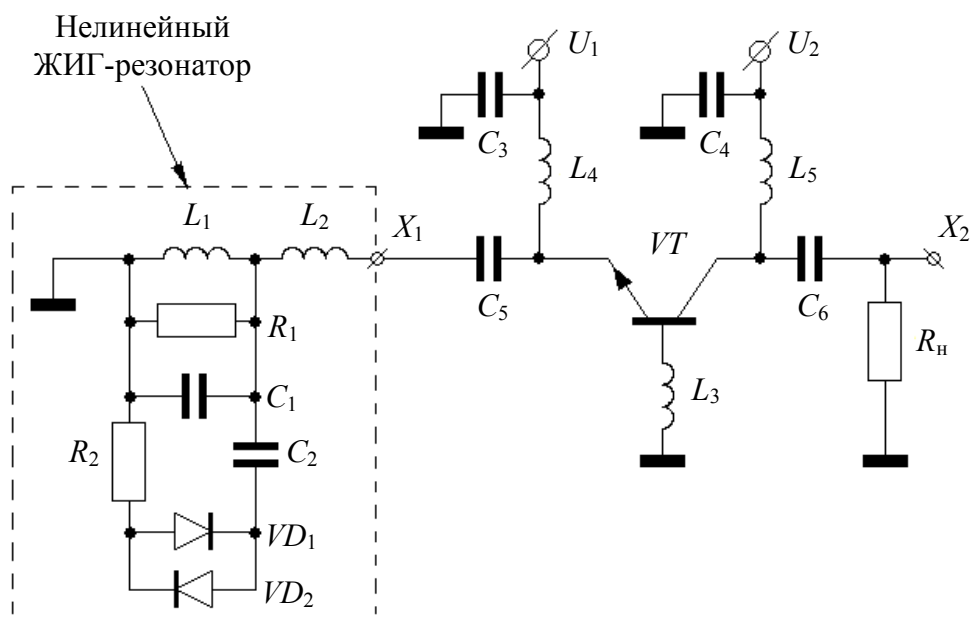 Нелинейный
ЖИГ-резонатор
U₁
U₂
C₃
C₄
L₄
L₅
L₁
L₂
X₁
VT
X₂
C₅
C₆
R₁
Rн
C₁
L₃
R₂
C₂
VD₁
VD₂